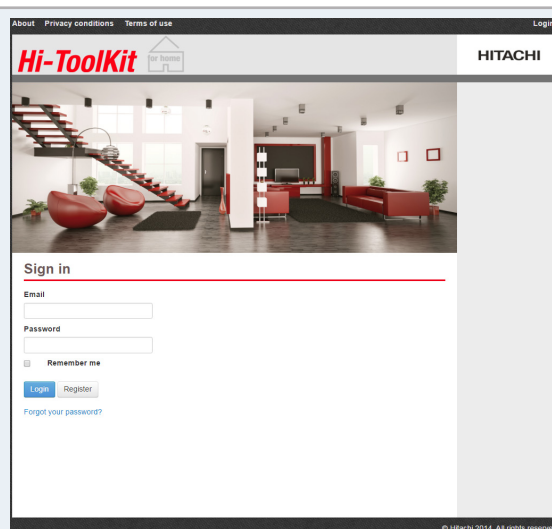 About Privacy conditions Terms of use Login
Hi-ToolKit for home HITACHI
Sign in
Email
Password
Remember me
Login Register
Forgot your password?
© Hitachi 2014. All rights reserve